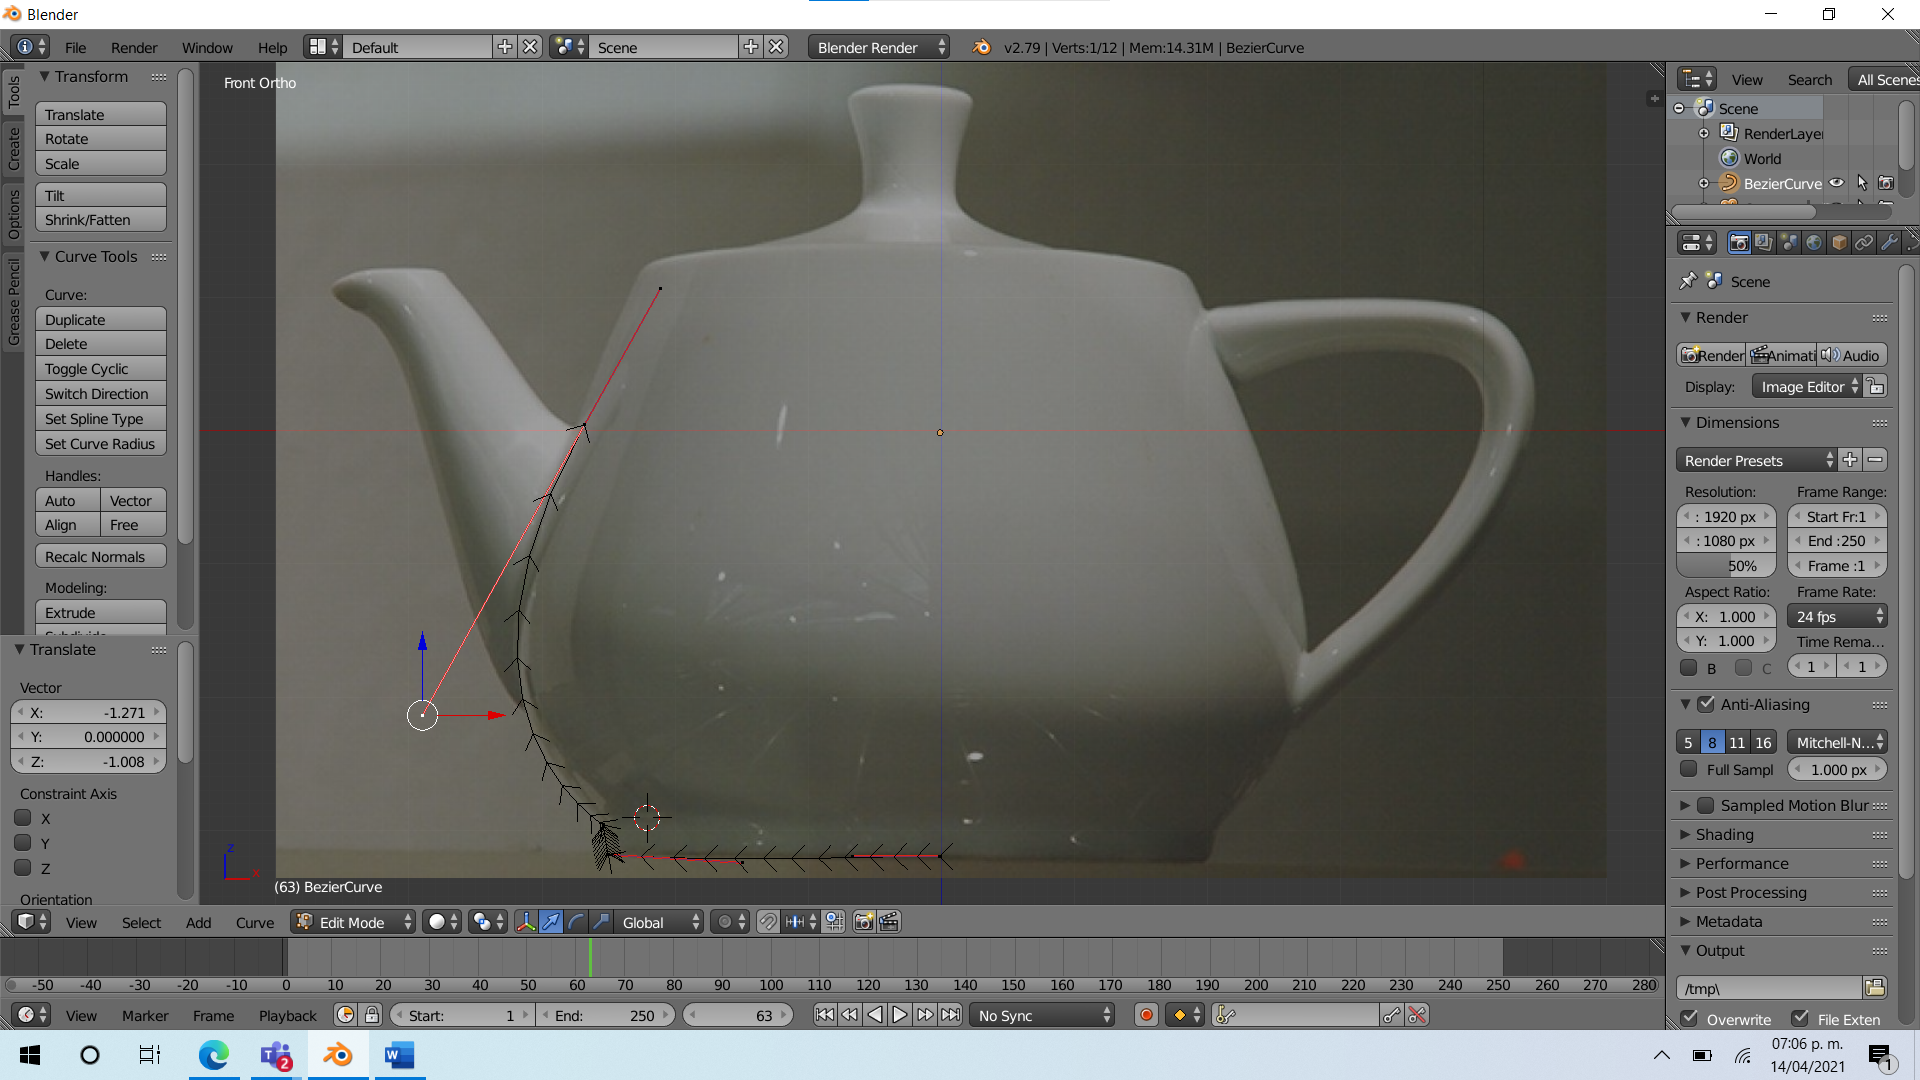 Blender
File Render Window Help Default Scene Blender Render v2.79 | Verts:1/12 | Mem:14.31M | BezierCurve
Tools
Create
Options
Grease Pencil
Transform
Translate
Rotate
Scale
Tilt
Shrink/Fatten
Curve Tools
Curve:
Duplicate
Delete
Toggle Cyclic
Switch Direction
Set Spline Type
Set Curve Radius
Handles:
Auto Vector
Align Free
Recalc Normals
Modeling:
Extrude
Translate
Vector
X: -1.271
Y: 0.000000
Z: -1.008
Constraint Axis
X
Y
Z
Orientation
Front Ortho
z
x
(63) BezierCurve
View Search All Scenes
Scene
RenderLayer
World
BezierCurve
Scene
Render
Render Animati Audio
Display: Image Editor
Dimensions
Render Presets
Resolution: Frame Range:
: 1920 px Start Fr:1
: 1080 px End :250
50% Frame :1
Aspect Ratio: Frame Rate:
X: 1.000 24 fps
Y: 1.000 Time Rema...
B C 1 1
Anti-Aliasing
5 8 11 16 Mitchell-N...
Full Sampl 1.000 px
Sampled Motion Blur
Shading
Performance
Post Processing
Metadata
Output
/tmp\
Overwrite File Exten
View Select Add Curve Edit Mode Global
-50 -40 -30 -20 -10 0 10 20 30 40 50 60 70 80 90 100 110 120 130 140 150 160 170 180 190 200 210 220 230 240 250 260 270 280
View Marker Frame Playback Start: 1 End: 250 63 No Sync
2
07:06 p. m.
14/04/2021
1